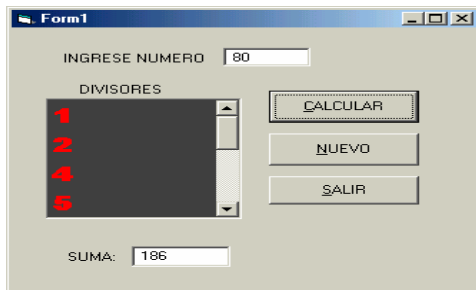 Form1
INGRESE NUMERO 80
DIVISORES
1
2
4
5
CALCULAR
NUEVO
SALIR
SUMA: 186